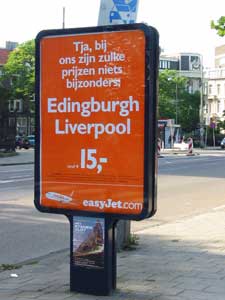 Tja, bij
ons zijn zulke
prijzen niets
bijzonders.
Edingburgh
Liverpool
15,-
easyJet.com